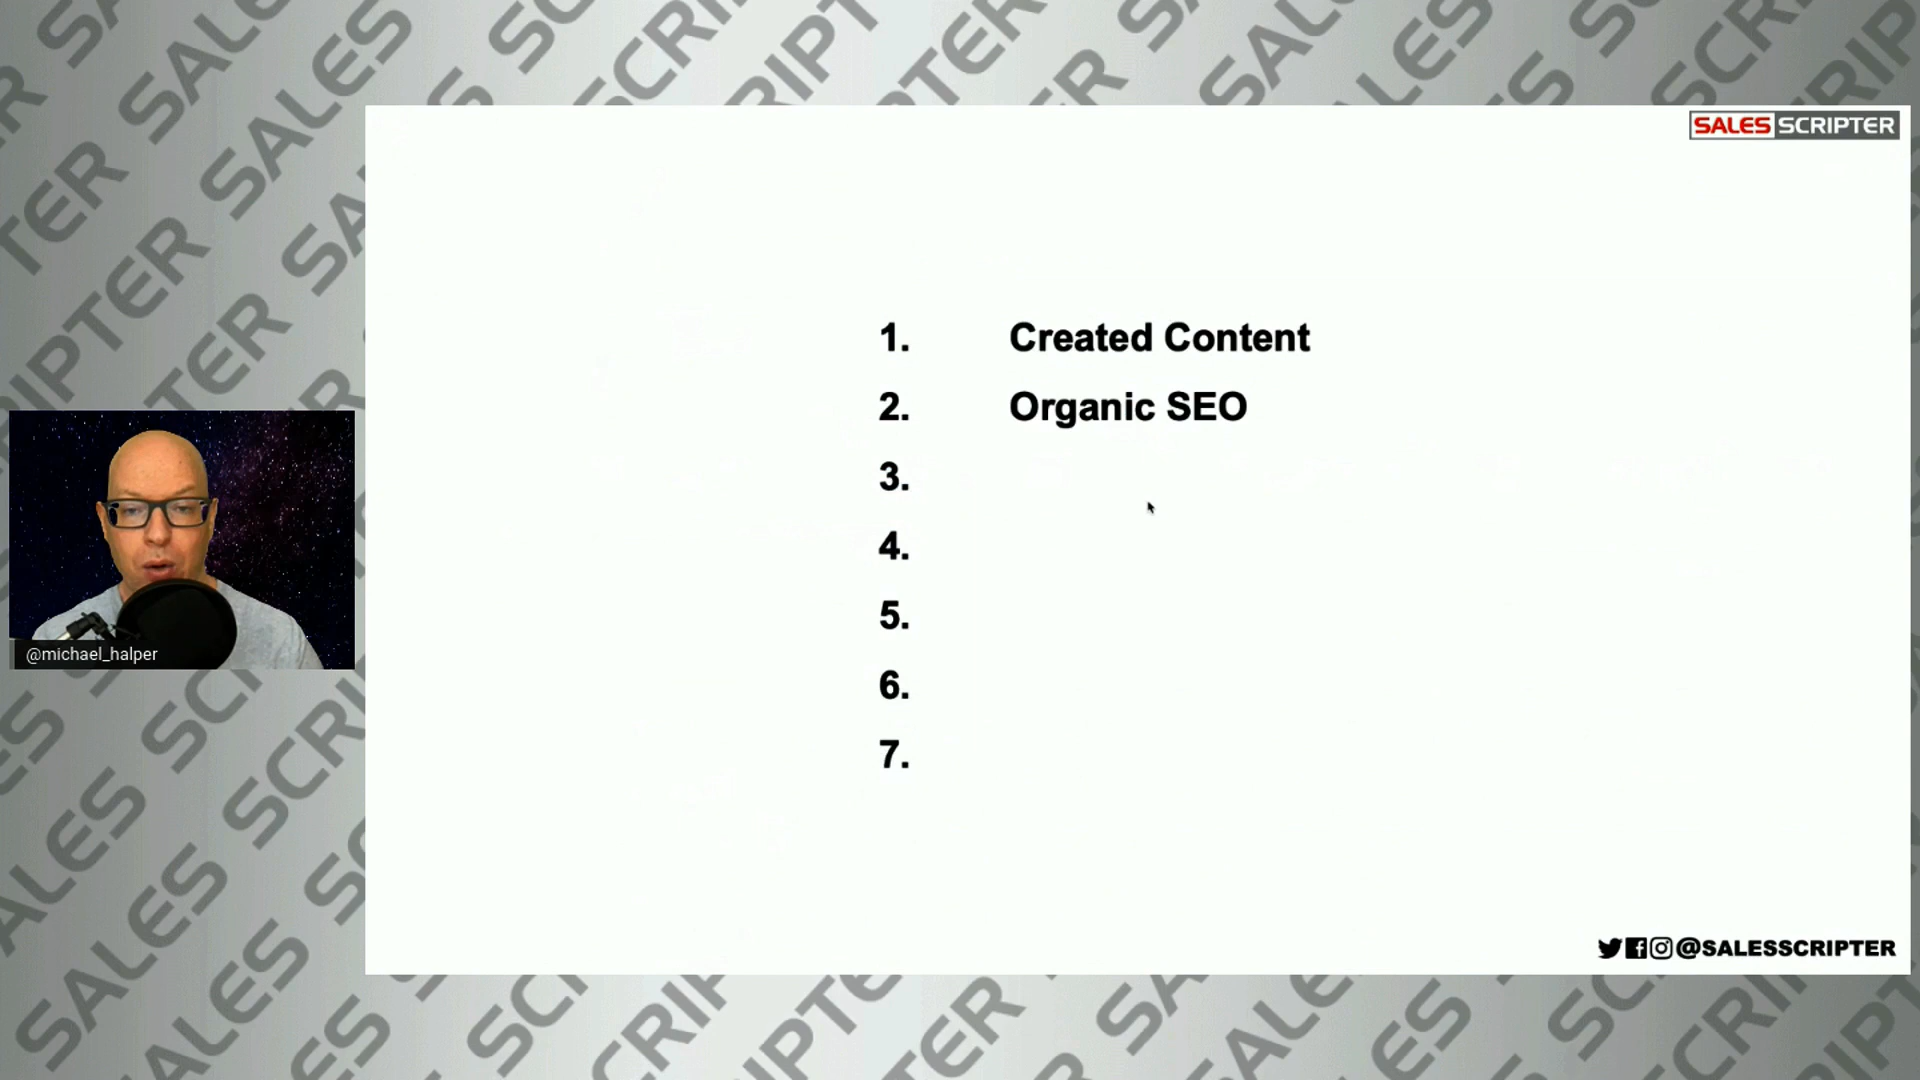 SALES SCRIPTER
1. Created Content
2. Organic SEO
3.
4.
5.
6.
7.
@michael_halper
@SALESSCRIPTER